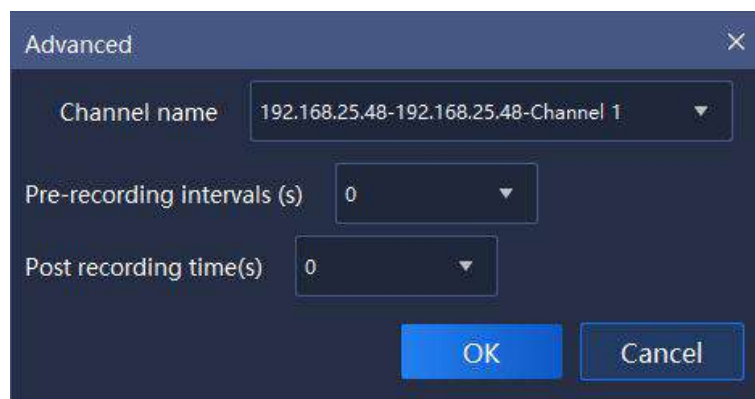 Advanced
Channel name 192.168.25.48-192.168.25.48-Channel 1
Pre-recording intervals (s) 0
Post recording time(s) 0
OK Cancel